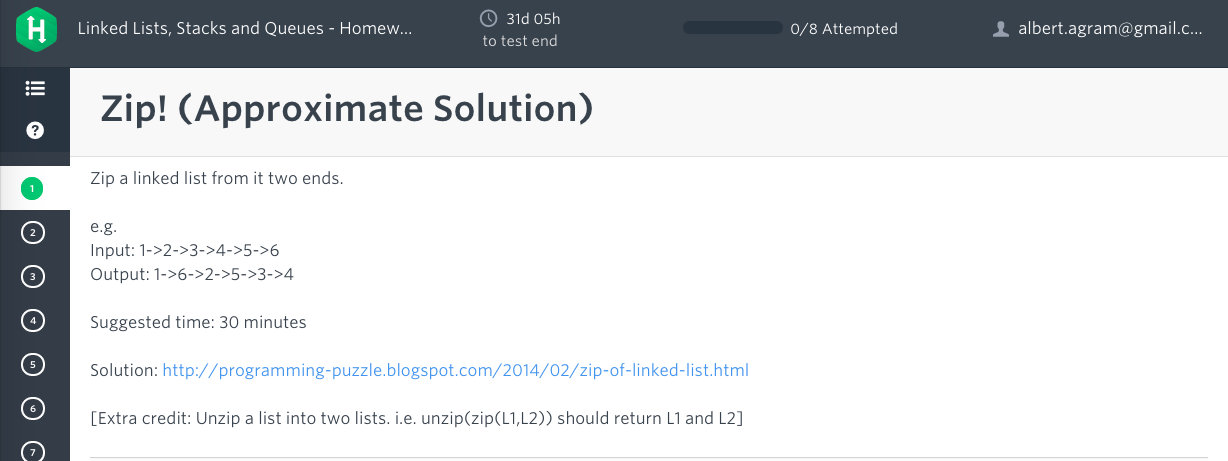 Linked Lists, Stacks and Queues - Homew...
31d 05h
to test end
0/8 Attempted
albert.agram@gmail.c...
Zip! (Approximate Solution)
Zip a linked list from it two ends.
e.g.
Input: 1->2->3->4->5->6
Output: 1->6->2->5->3->4
Suggested time: 30 minutes
Solution: http://programming-puzzle.blogspot.com/2014/02/zip-of-linked-list.html
[Extra credit: Unzip a list into two lists. i.e. unzip(zip(L1,L2)) should return L1 and L2]
?
1
2
3
4
5
6
7